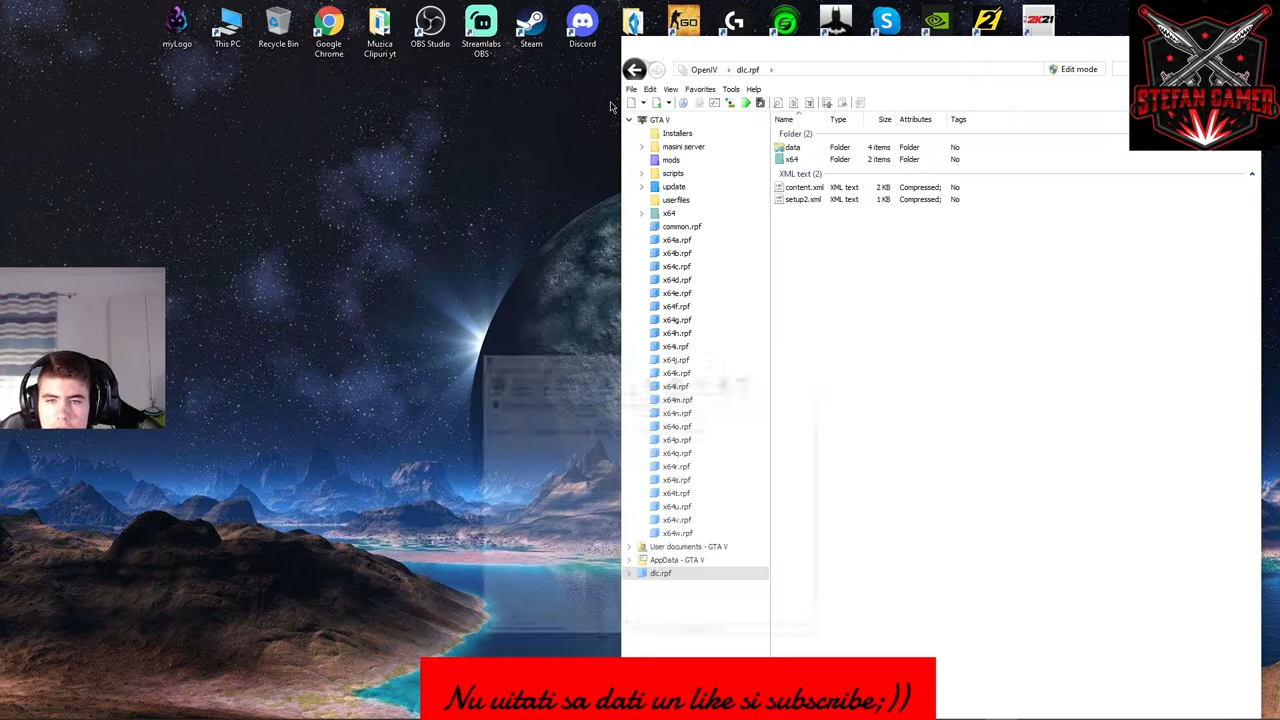 myLogo
This PC
Recycle Bin
Google Chrome
Muzica Clipuri yt
OBS Studio
Streamlabs OBS
Steam
Discord
GO
2K21
STEFAN GAMER
OpenIV
dlc.rpf
Edit mode
File Edit View Favorites Tools Help
GTA V
Installers
masini server
mods
scripts
update
userfiles
x64
common.rpf
x64a.rpf
x64b.rpf
x64c.rpf
x64d.rpf
x64e.rpf
x64f.rpf
x64g.rpf
x64h.rpf
x64i.rpf
x64j.rpf
x64k.rpf
x64l.rpf
x64m.rpf
x64n.rpf
x64o.rpf
x64p.rpf
x64q.rpf
x64r.rpf
x64s.rpf
x64t.rpf
x64u.rpf
x64v.rpf
x64w.rpf
User documents - GTA V
AppData - GTA V
dlc.rpf
Name Type Size Attributes Tags
Folder (2)
data Folder 4 items Folder No
x64 Folder 2 items Folder No
XML text (2)
content.xml XML text 2 KB Compressed; No
setup2.xml XML text 1 KB Compressed; No
Nu uitati sa dati un like si subscribe;))